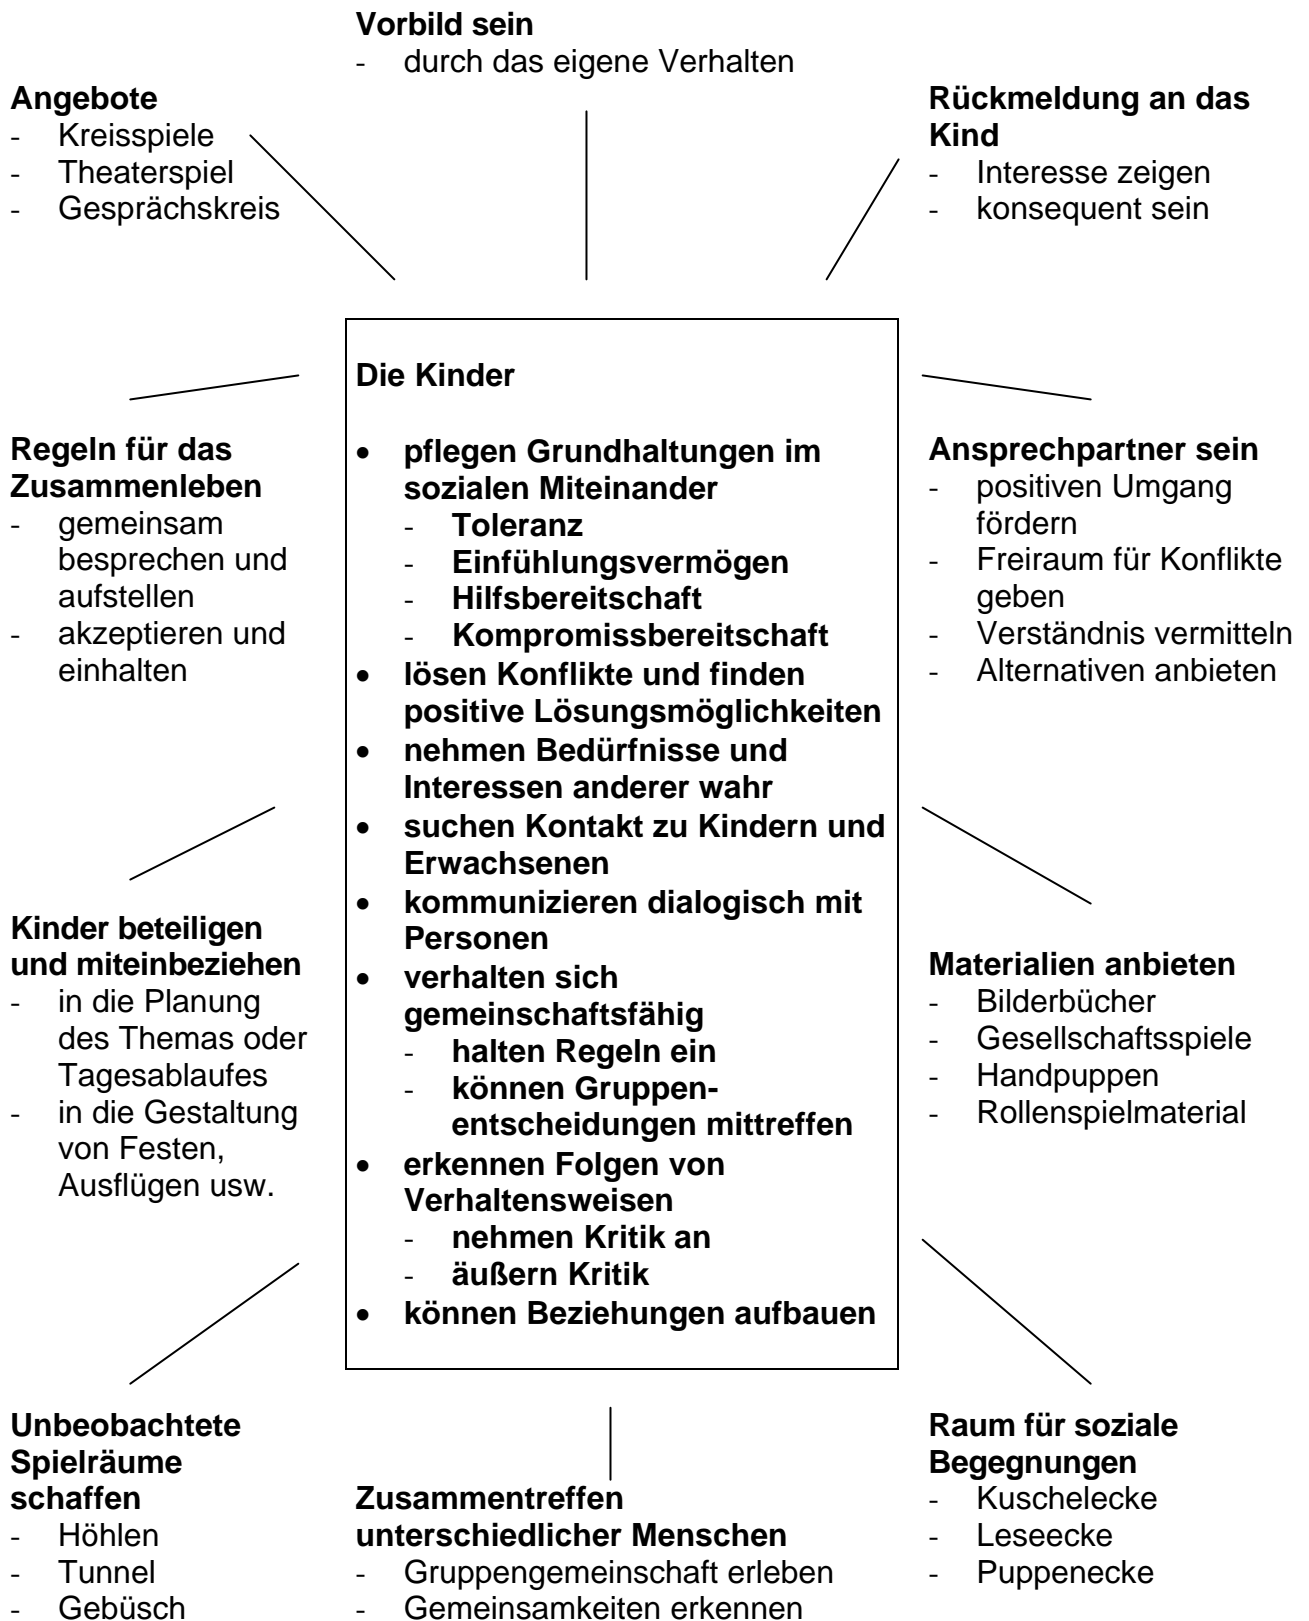 Vorbild sein
- durch das eigene Verhalten
Angebote
- Kreisspiele
- Theaterspiel
- Gesprächskreis
Rückmeldung an das
Kind
- Interesse zeigen
- konsequent sein
Regeln für das
Zusammenleben
- gemeinsam
besprechen und
aufstellen
- akzeptieren und
einhalten
Die Kinder
• pflegen Grundhaltungen im
sozialen Miteinander
- Toleranz
- Einfühlungsvermögen
- Hilfsbereitschaft
- Kompromissbereitschaft
• lösen Konflikte und finden
positive Lösungsmöglichkeiten
• nehmen Bedürfnisse und
Interessen anderer wahr
• suchen Kontakt zu Kindern und
Erwachsenen
• kommunizieren dialogisch mit
Personen
• verhalten sich
gemeinschaftsfähig
- halten Regeln ein
- können Gruppen-
entscheidungen mittreffen
• erkennen Folgen von
Verhaltensweisen
- nehmen Kritik an
- äußern Kritik
• können Beziehungen aufbauen
Ansprechpartner sein
- positiven Umgang
fördern
- Freiraum für Konflikte
geben
- Verständnis vermitteln
- Alternativen anbieten
Kinder beteiligen
und miteinbeziehen
- in die Planung
des Themas oder
Tagesablaufes
- in die Gestaltung
von Festen,
Ausflügen usw.
Materialien anbieten
- Bilderbücher
- Gesellschaftsspiele
- Handpuppen
- Rollenspielmaterial
Unbeobachtete
Spielräume
schaffen
- Höhlen
- Tunnel
- Gebüsch
Zusammentreffen
unterschiedlicher Menschen
- Gruppengemeinschaft erleben
- Gemeinsamkeiten erkennen
Raum für soziale
Begegnungen
- Kuschelecke
- Leseecke
- Puppenecke